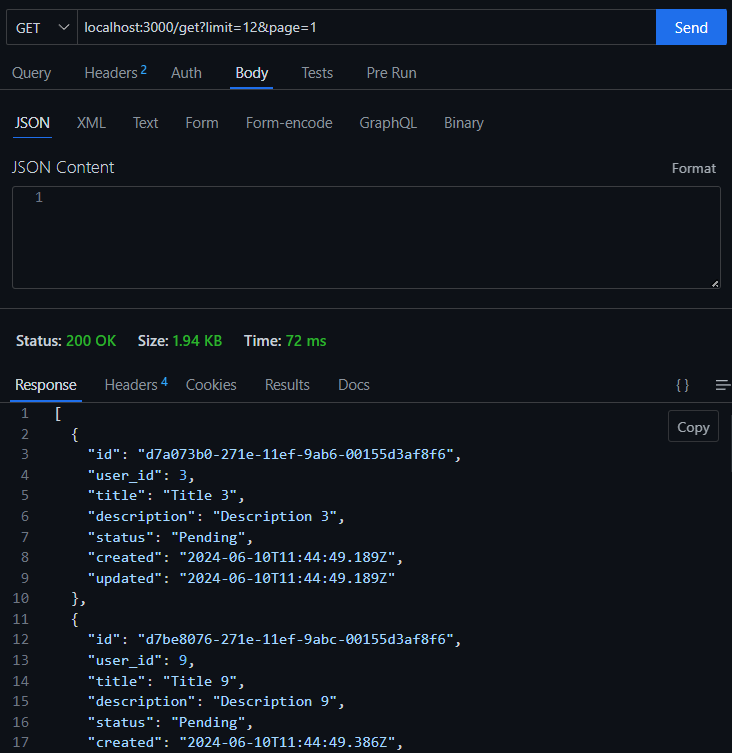 GET localhost:3000/get?limit=12&page=1 Send
Query Headers 2 Auth Body Tests Pre Run
JSON XML Text Form Form-encode GraphQL Binary
JSON Content Format
1
Status: 200 OK Size: 1.94 KB Time: 72 ms
Response Headers 4 Cookies Results Docs {}
Copy
1 [
2 {
3 "id": "d7a073b0-271e-11ef-9ab6-00155d3af8f6",
4 "user_id": 3,
5 "title": "Title 3",
6 "description": "Description 3",
7 "status": "Pending",
8 "created": "2024-06-10T11:44:49.189Z",
9 "updated": "2024-06-10T11:44:49.189Z"
10 },
11 {
12 "id": "d7be8076-271e-11ef-9abc-00155d3af8f6",
13 "user_id": 9,
14 "title": "Title 9",
15 "description": "Description 9",
16 "status": "Pending",
17 "created": "2024-06-10T11:44:49.386Z",